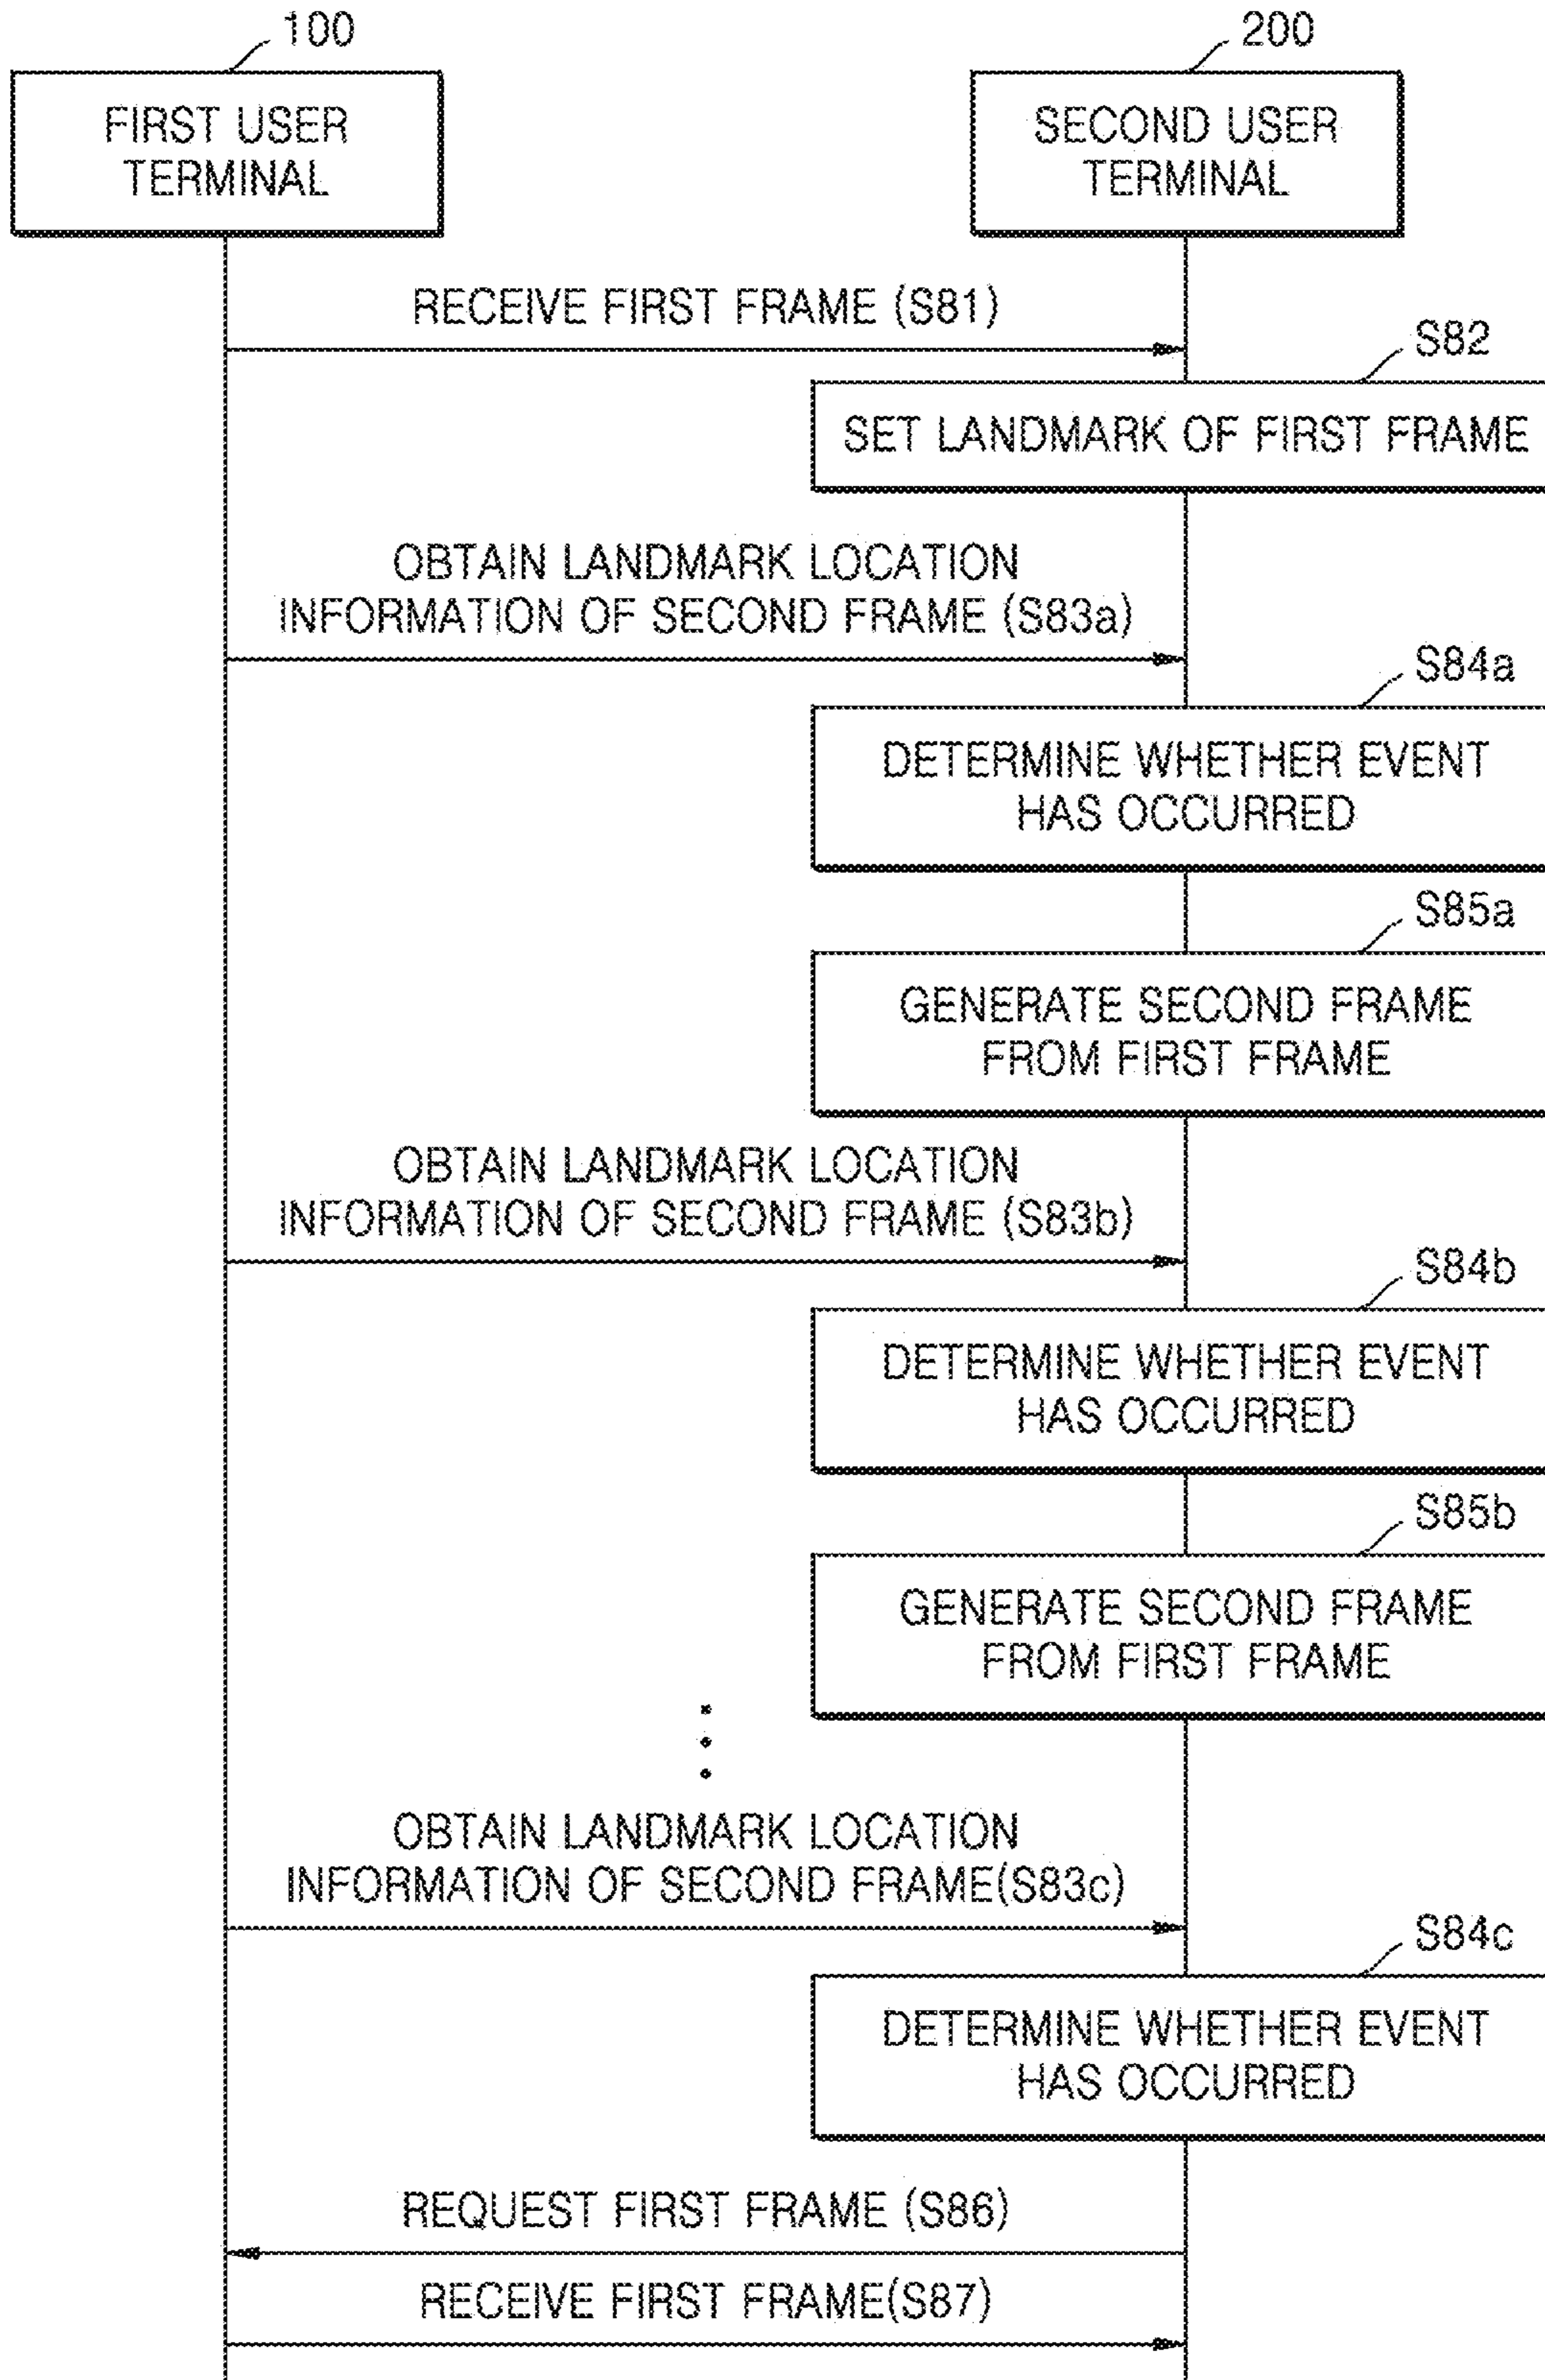 100
200
FIRST USER
TERMINAL
SECOND USER
TERMINAL
RECEIVE FIRST FRAME (S81)
S82
SET LANDMARK OF FIRST FRAME
OBTAIN LANDMARK LOCATION
INFORMATION OF SECOND FRAME (S83a)
S84a
DETERMINE WHETHER EVENT
HAS OCCURRED
S85a
GENERATE SECOND FRAME
FROM FIRST FRAME
OBTAIN LANDMARK LOCATION
INFORMATION OF SECOND FRAME (S83b)
S84b
DETERMINE WHETHER EVENT
HAS OCCURRED
S85b
GENERATE SECOND FRAME
FROM FIRST FRAME
OBTAIN LANDMARK LOCATION
INFORMATION OF SECOND FRAME(S83c)
S84c
DETERMINE WHETHER EVENT
HAS OCCURRED
REQUEST FIRST FRAME (S86)
RECEIVE FIRST FRAME(S87)